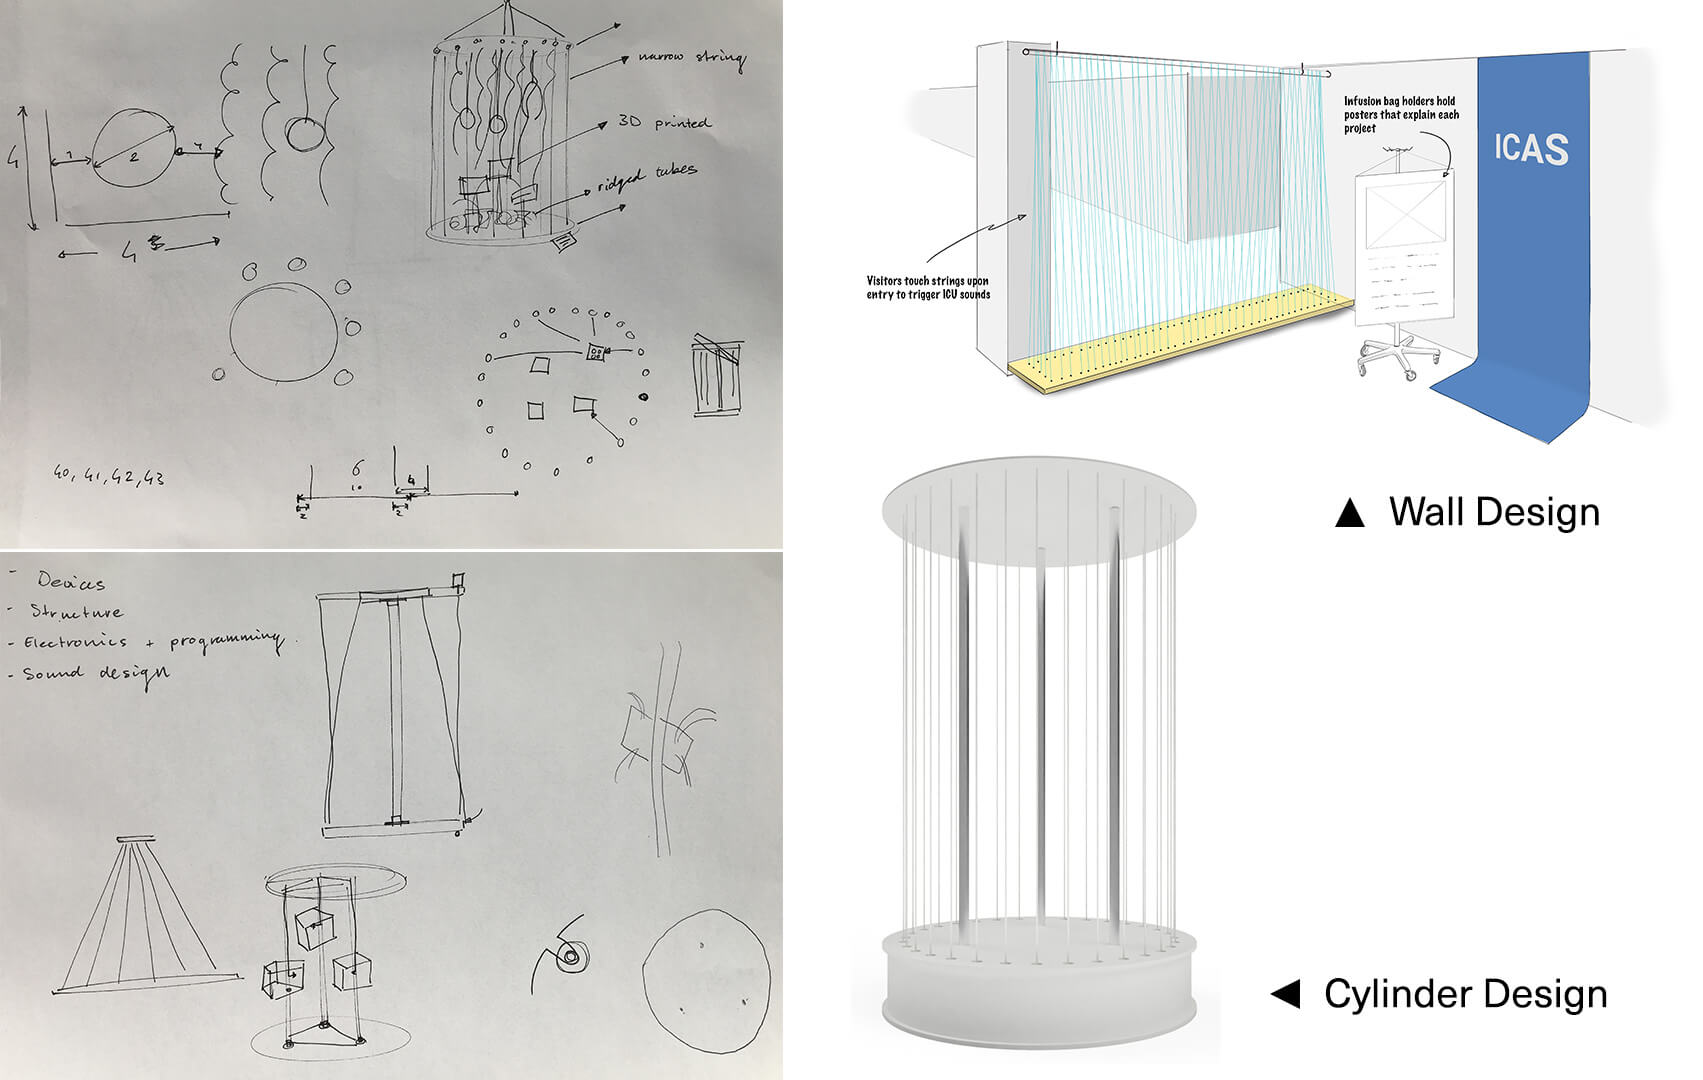 narrow string
3D printed
ridged tubes
4
1
2
4
40, 41, 42, 43
6
10
4
2
2
- Devices
- Structure
- Electronics + programming.
- Sound design
Infusion bag holders hold
posters that explain each
project
ICAS
Visitors touch strings upon
entry to trigger ICU sounds
▲ Wall Design
◀ Cylinder Design